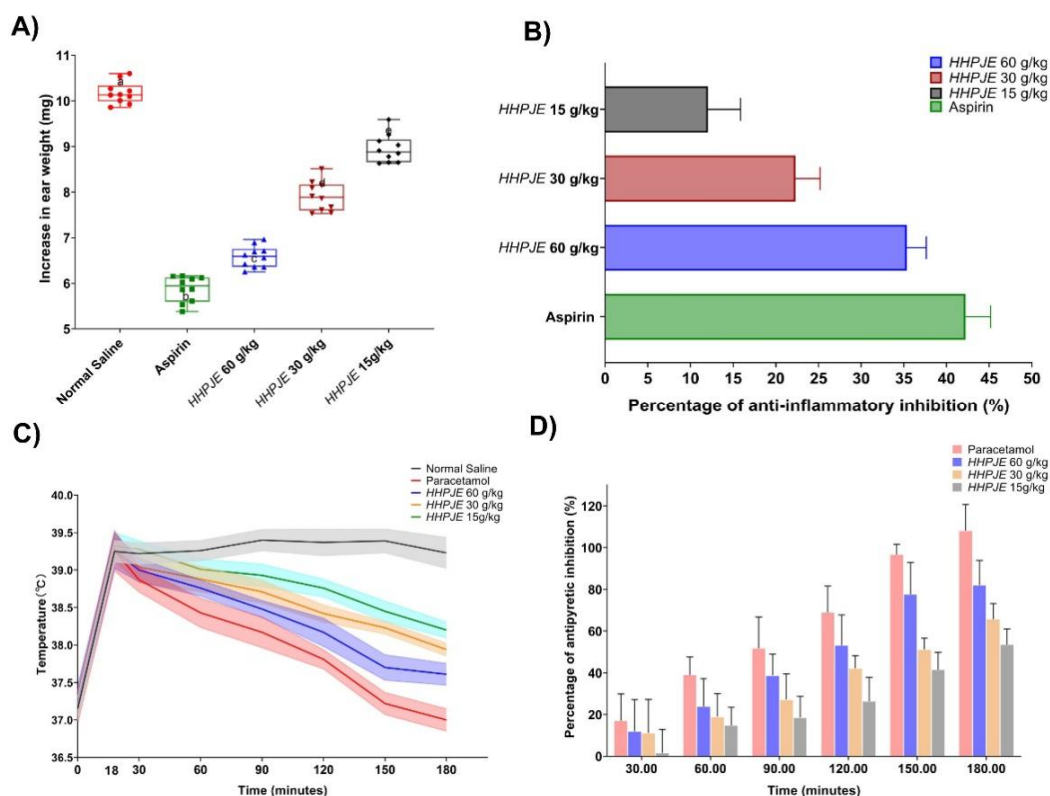 A)
11
10
9
8
7
6
5
Increase in ear weight (mg)
a
b
c
d
e
Normal Saline
Aspirin
HHPJE 60 g/kg
HHPJE 30 g/kg
HHPJE 15g/kg
B)
HHPJE 60 g/kg
HHPJE 30 g/kg
HHPJE 15 g/kg
Aspirin
HHPJE 15 g/kg
HHPJE 30 g/kg
HHPJE 60 g/kg
Aspirin
0 5 10 15 20 25 30 35 40 45 50
Percentage of anti-inflammatory inhibition (%)
C)
Normal Saline
Paracetamol
HHPJE 60 g/kg
HHPJE 30 g/kg
HHPJE 15g/kg
40.0
39.5
39.0
38.5
38.0
37.5
37.0
36.5
Temperature (°C)
0 18 30 60 90 120 150 180
Time (minutes)
D)
Paracetamol
HHPJE 60 g/kg
HHPJE 30 g/kg
HHPJE 15g/kg
120
100
80
60
40
20
0
Percentage of antipyretic inhibition (%)
30.00 60.00 90.00 120.00 150.00 180.00
Time (minutes)